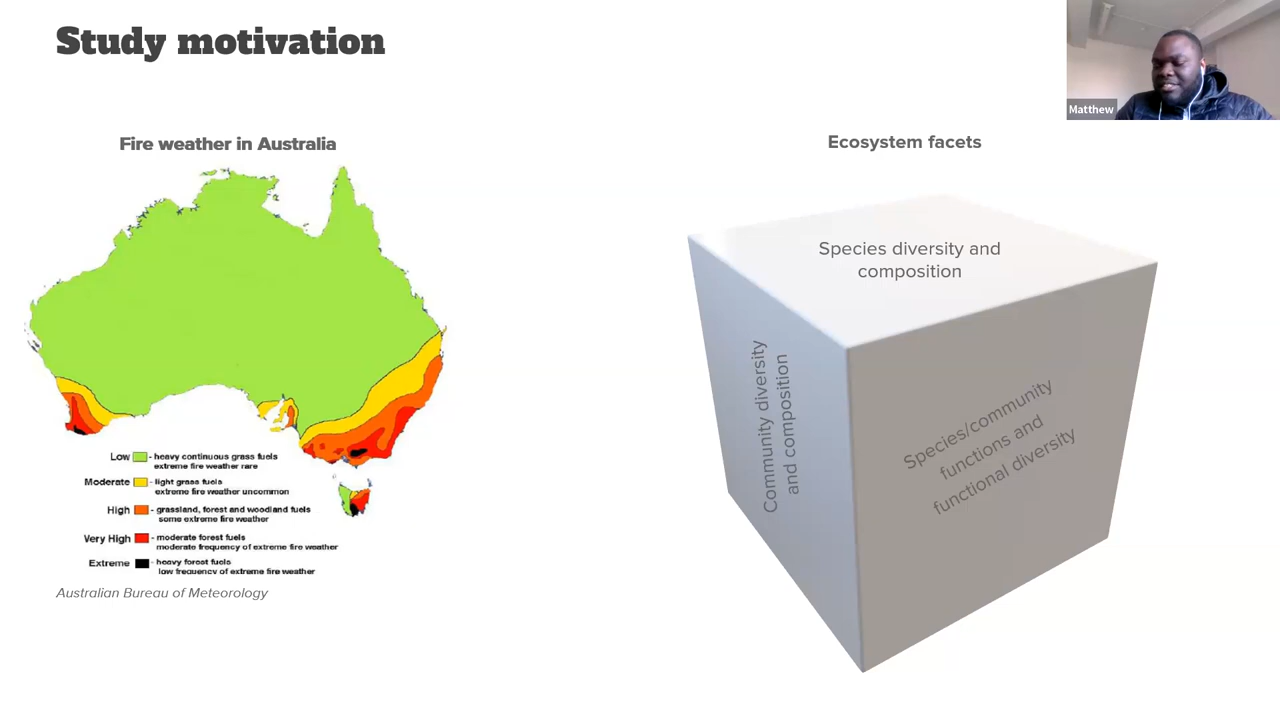 Study motivation
Matthew
Fire weather in Australia
Low - heavy continuous grass fuels
extreme fire weather rare
Moderate - light grass fuels
extreme fire weather uncommon
High - grassland, forest and woodland fuels
some extreme fire weather
Very High - moderate forest fuels
moderate frequency of extreme fire weather
Extreme - heavy forest fuels
low frequency of extreme fire weather
Australian Bureau of Meteorology
Ecosystem facets
Species diversity and
composition
Community diversity
and composition
Species/community
functions and
functional diversity